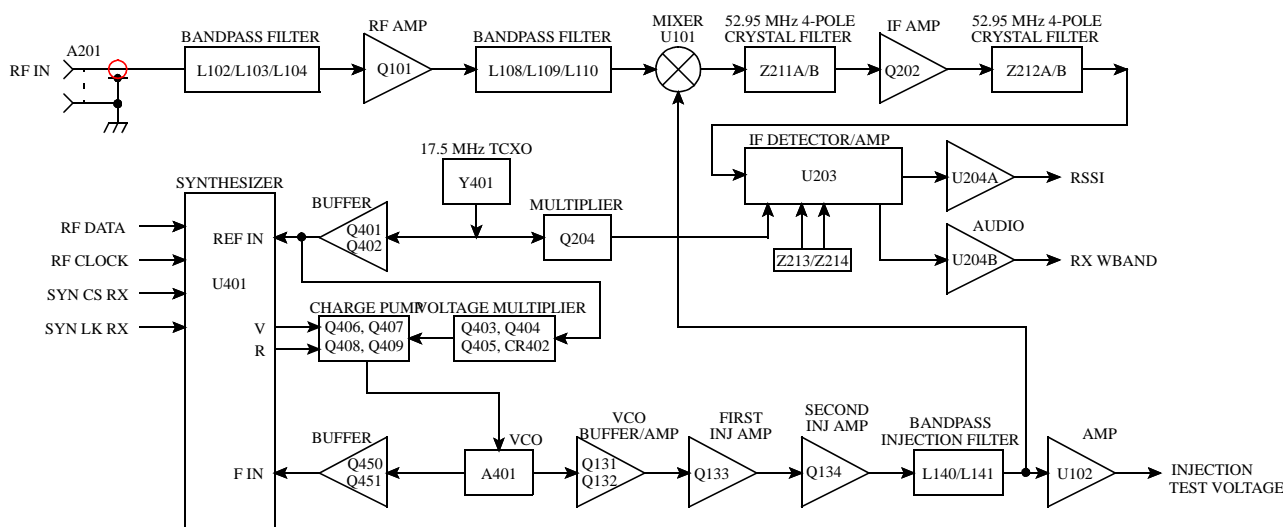 RF IN
A201
BANDPASS FILTER
L102/L103/L104
RF AMP
Q101
BANDPASS FILTER
L108/L109/L110
MIXER
U101
52.95 MHz 4-POLE
CRYSTAL FILTER
Z211A/B
IF AMP
Q202
52.95 MHz 4-POLE
CRYSTAL FILTER
Z212A/B
IF DETECTOR/AMP
U203
U204A
RSSI
AUDIO
U204B
RX WBAND
Z213/Z214
17.5 MHz TCXO
Y401
MULTIPLIER
Q204
BUFFER
Q401
Q402
SYNTHESIZER
REF IN
U401
V
R
F IN
RF DATA
RF CLOCK
SYN CS RX
SYN LK RX
CHARGE PUMP
Q406, Q407
Q408, Q409
VOLTAGE MULTIPLIER
Q403, Q404
Q405, CR402
BUFFER
Q450
Q451
VCO
A401
VCO
BUFFER/AMP
Q131
Q132
FIRST
INJ AMP
Q133
SECOND
INJ AMP
Q134
BANDPASS
INJECTION FILTER
L140/L141
AMP
U102
INJECTION
TEST VOLTAGE